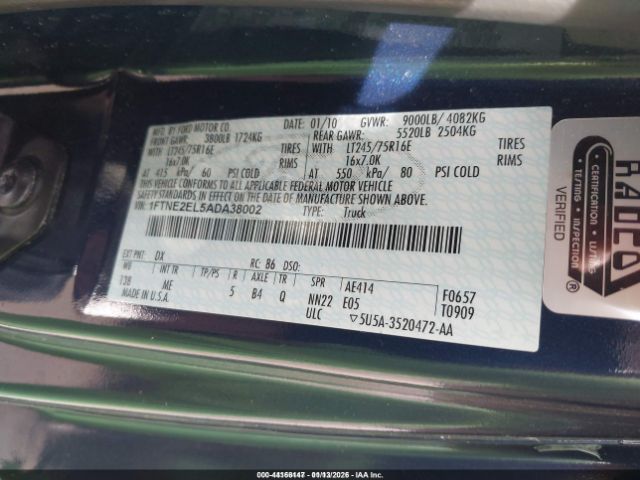 MFD. BY FORD MOTOR CO.
DATE: 01/10 GVWR: 9000LB/ 4082KG
FRONT GAWR: 3800LB 1724KG
REAR GAWR: 5520LB 2504KG
WITH LT245/75R16E TIRES
WITH LT245/75R16E TIRES
16x7.0K RIMS
16x7.0K RIMS
AT 415 kPa/ 60 PSI COLD
AT 550 kPa/ 80 PSI COLD
THIS VEHICLE CONFORMS TO ALL APPLICABLE FEDERAL MOTOR VEHICLE
SAFETY STANDARDS IN EFFECT ON THE DATE OF MANUFACTURE SHOWN ABOVE.
VIN: 1FTNE2EL5ADA38002
TYPE: Truck
EXT PNT: DX RC: B6 DSO:
WB INT TR TP/PS R AXLE TR SPR AE414 F0657
138 ME 5 B4 Q NN22 E05 T0909
MADE IN U.S.A. ULC 5U5A-3520472-AA
CERTIFICATION
TESTING
INSPECTION
VERIFIED
000-44368447 - 01/13/2026 - IAA Inc.